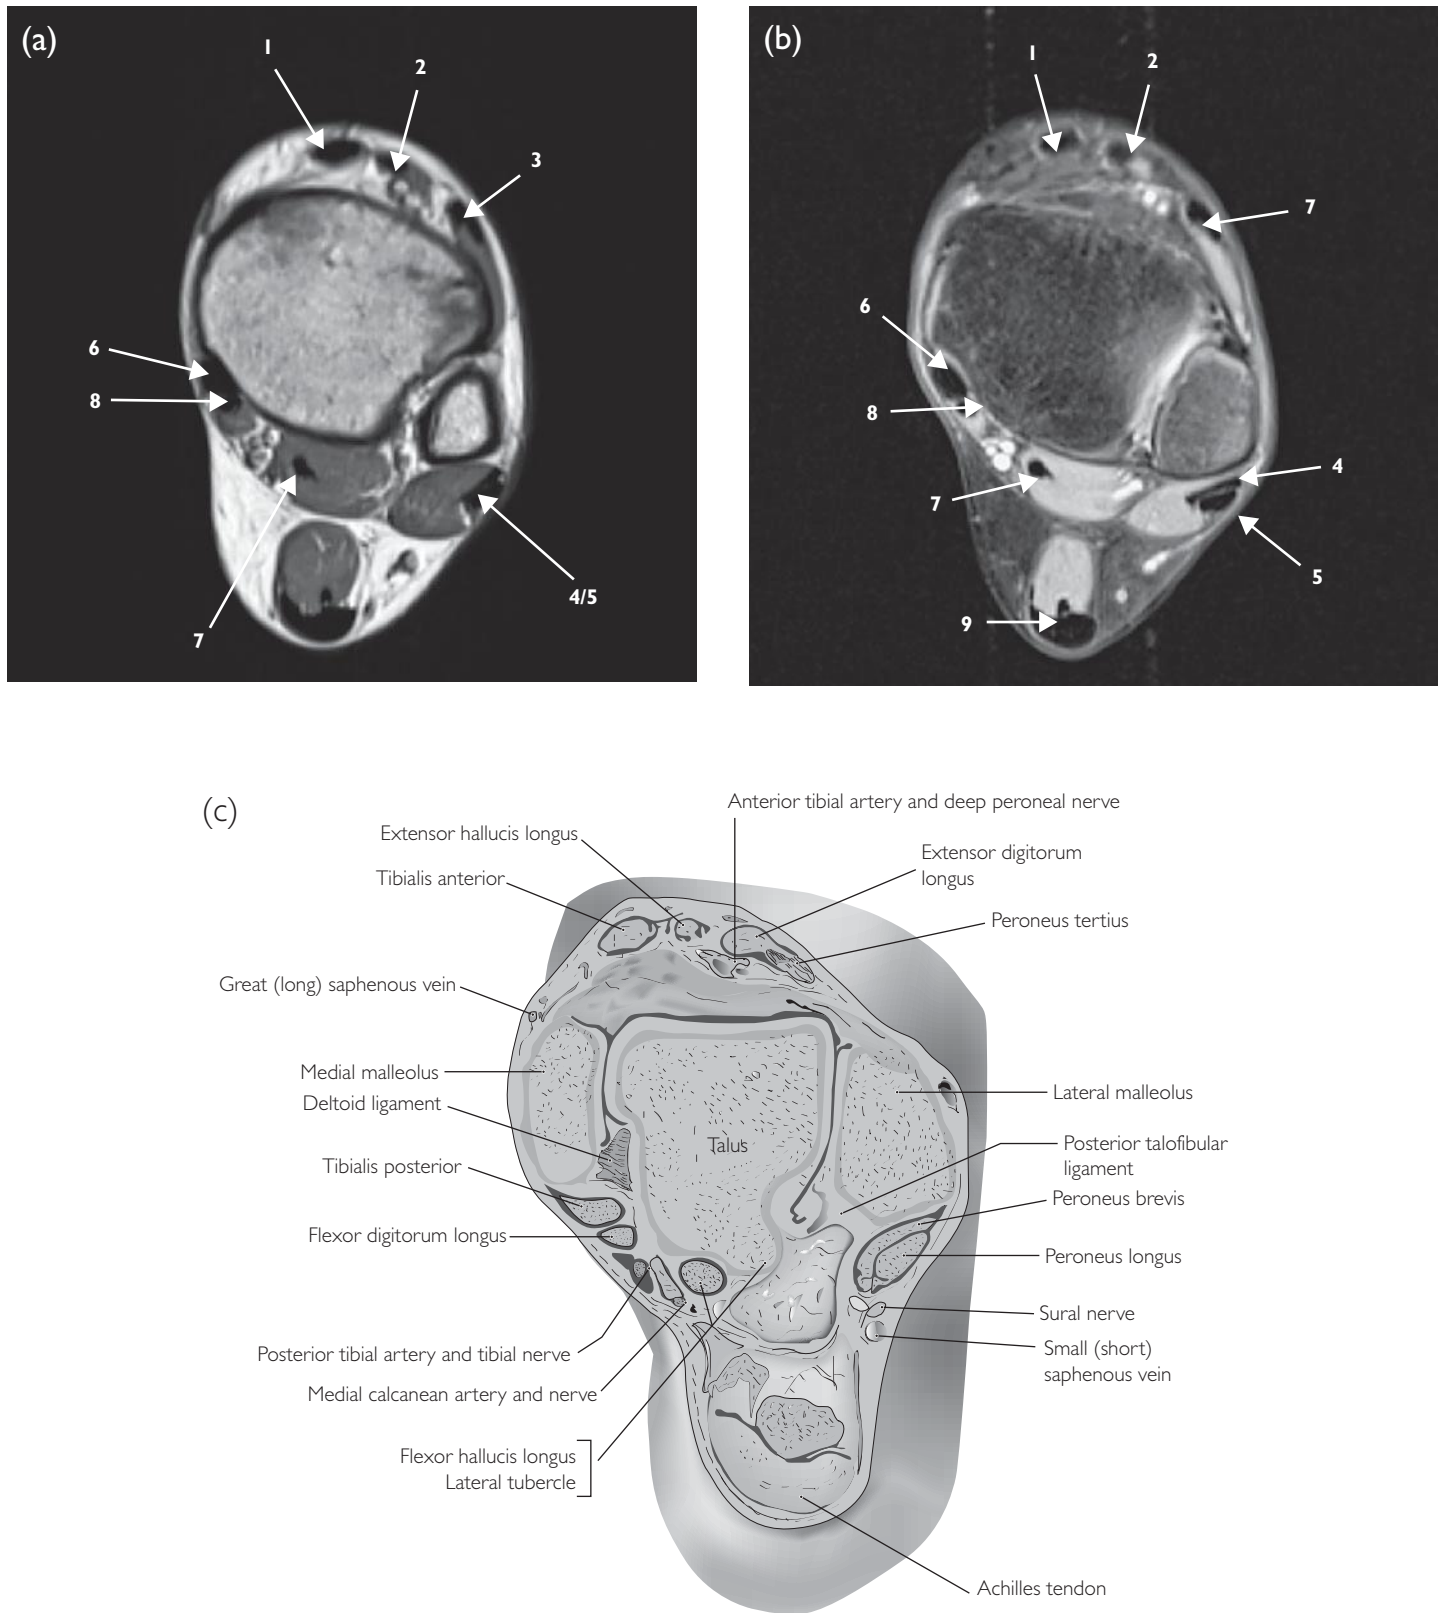 (a)
1
2
3
6
8
7
4/5
(b)
1
2
7
6
8
7
4
5
9
(c)
Anterior tibial artery and deep peroneal nerve
Extensor hallucis longus
Extensor digitorum
longus
Tibialis anterior
Peroneus tertius
Great (long) saphenous vein
Medial malleolus
Lateral malleolus
Deltoid ligament
Talus
Posterior talofibular
ligament
Tibialis posterior
Peroneus brevis
Flexor digitorum longus
Peroneus longus
Sural nerve
Posterior tibial artery and tibial nerve
Small (short)
saphenous vein
Medial calcanean artery and nerve
Flexor hallucis longus
Lateral tubercle
Achilles tendon